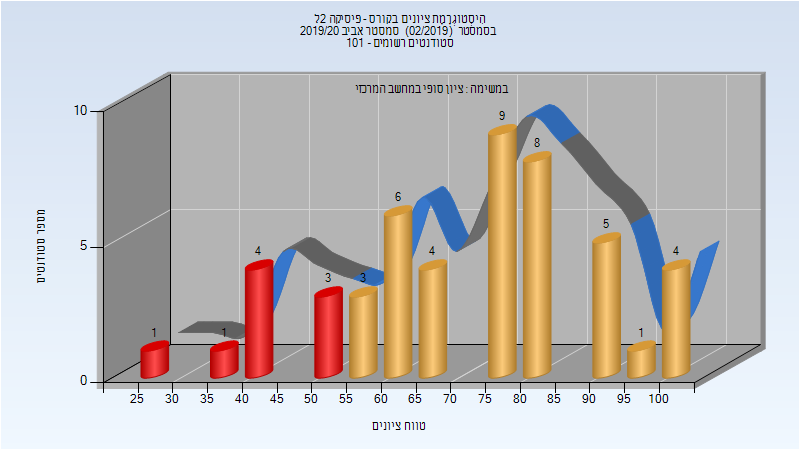 היסטוגרמת ציונים בקורס - פיסיקה 2ל
בסמסטר (02/2019) סמסטר אביב 2019/20
סטודנטים רשומים - 101
במשימה : ציון סופי במחשב המרכזי
מספר סטודנטים
10
5
0
1
1
4
3
3
6
4
9
8
5
1
4
25 30 35 40 45 50 55 60 65 70 75 80 85 90 95 100
טווח ציונים